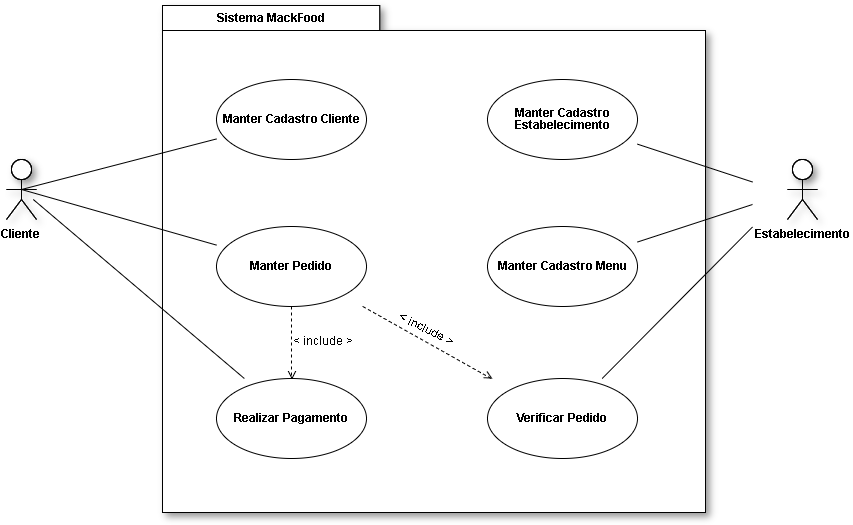 Sistema MackFood
Manter Cadastro Cliente
Manter Cadastro
Estabelecimento
Cliente
Estabelecimento
Manter Pedido
Manter Cadastro Menu
< include >
< include >
Realizar Pagamento
Verificar Pedido